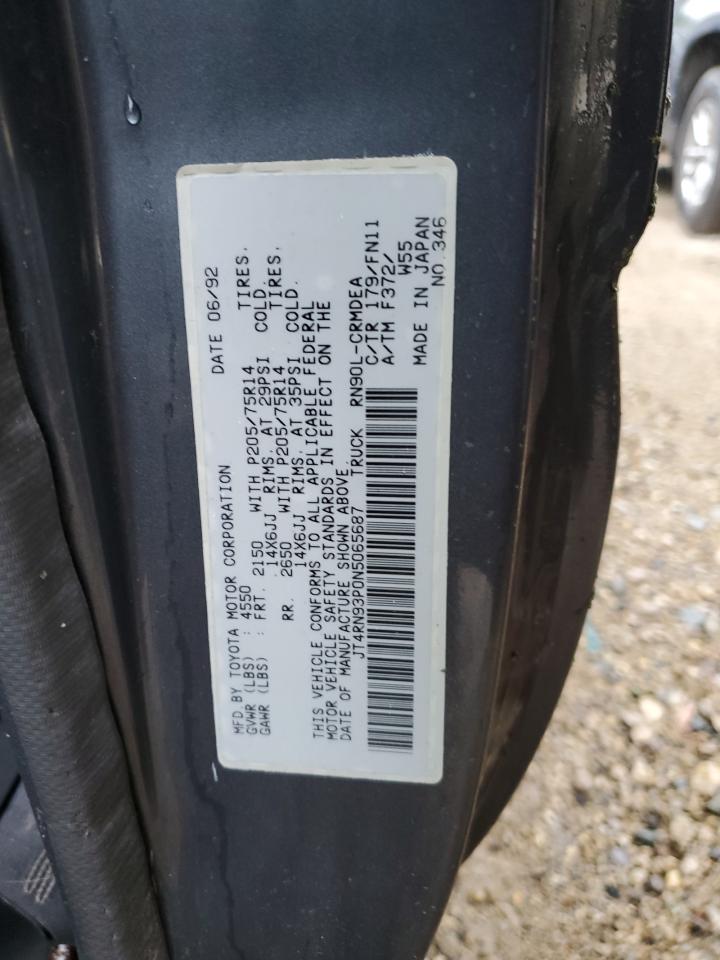 MFD. BY TOYOTA MOTOR CORPORATION DATE 06/92
GVWR (LBS) : 4550
GAWR (LBS) : FRT. 2150 WITH P205/75R14 TIRES.
14X6JJ RIMS. AT 29PSI COLD.
RR. 2650 WITH P205/75R14 TIRES.
14X6JJ RIMS. AT 35PSI COLD.
THIS VEHICLE CONFORMS TO ALL APPLICABLE FEDERAL
MOTOR VEHICLE SAFETY STANDARDS IN EFFECT ON THE
DATE OF MANUFACTURE SHOWN ABOVE.
JT4RN93P0N5065687 TRUCK RN90L-CRMDEA
C/TR 179/FN11
A/TM F372/
W55
MADE IN JAPAN
NO.346